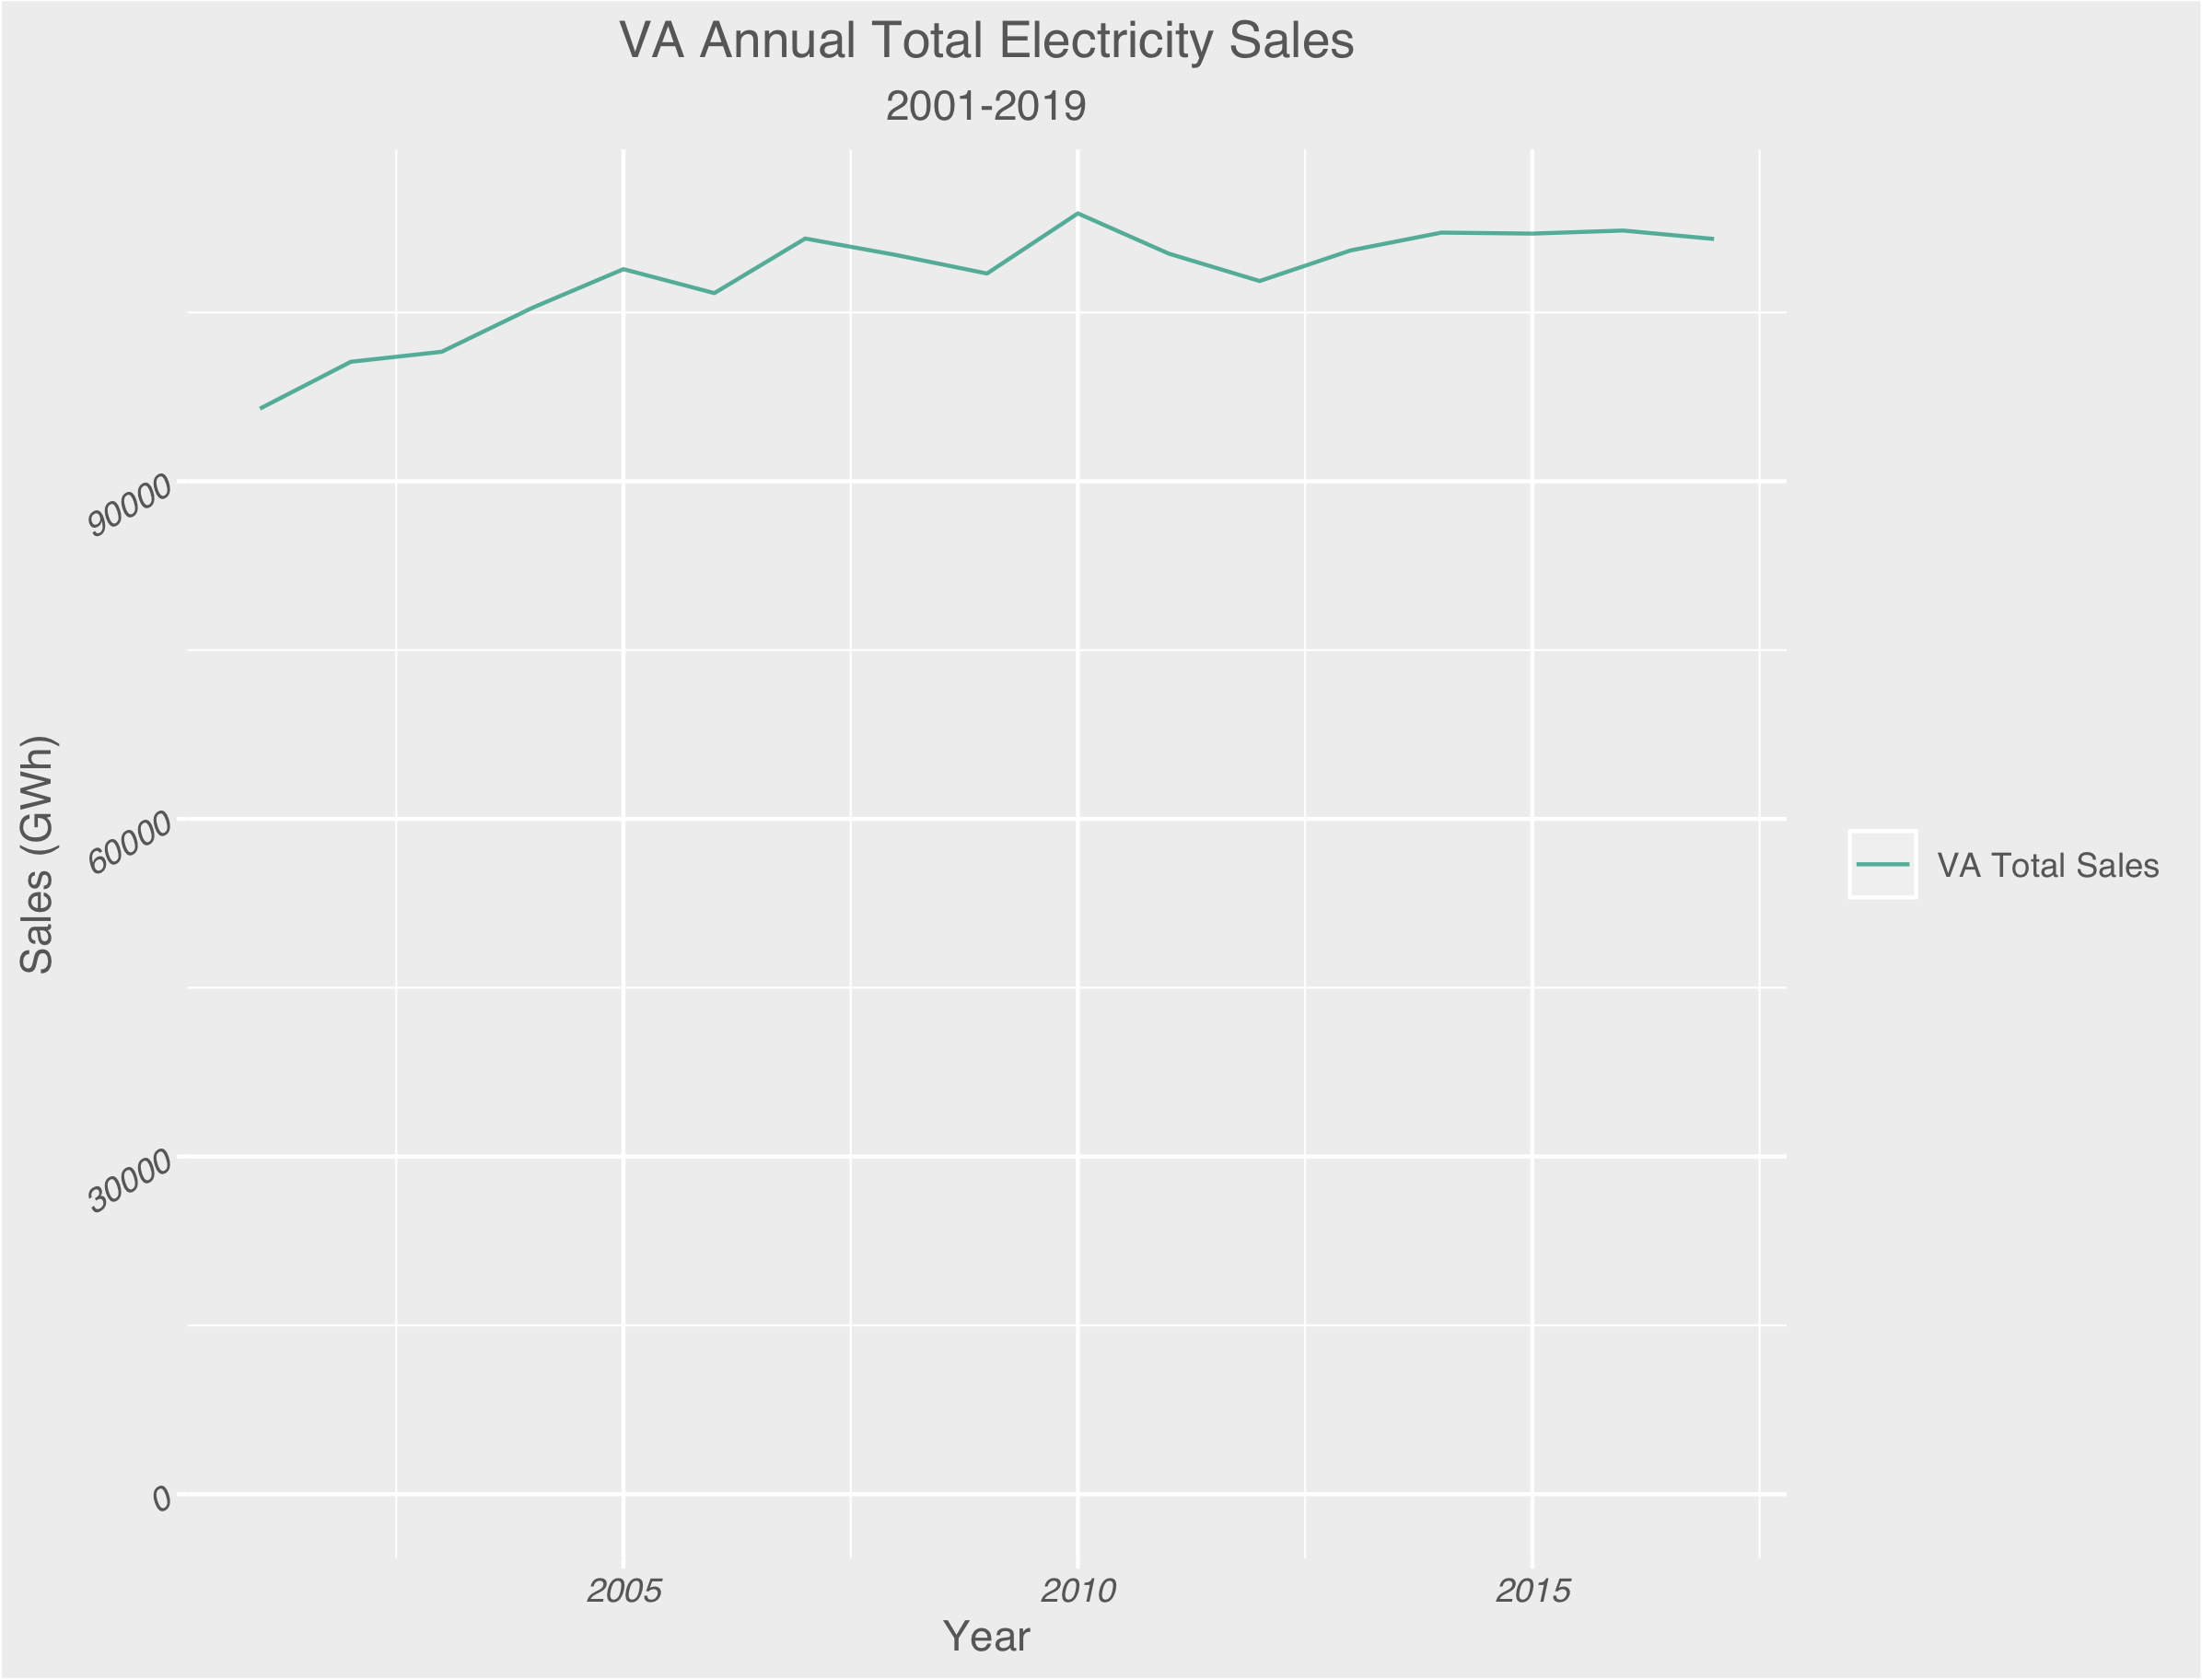 VA Annual Total Electricity Sales
2001-2019
Sales (GWh)
90000
60000
30000
0
2005 2010 2015
Year
VA Total Sales